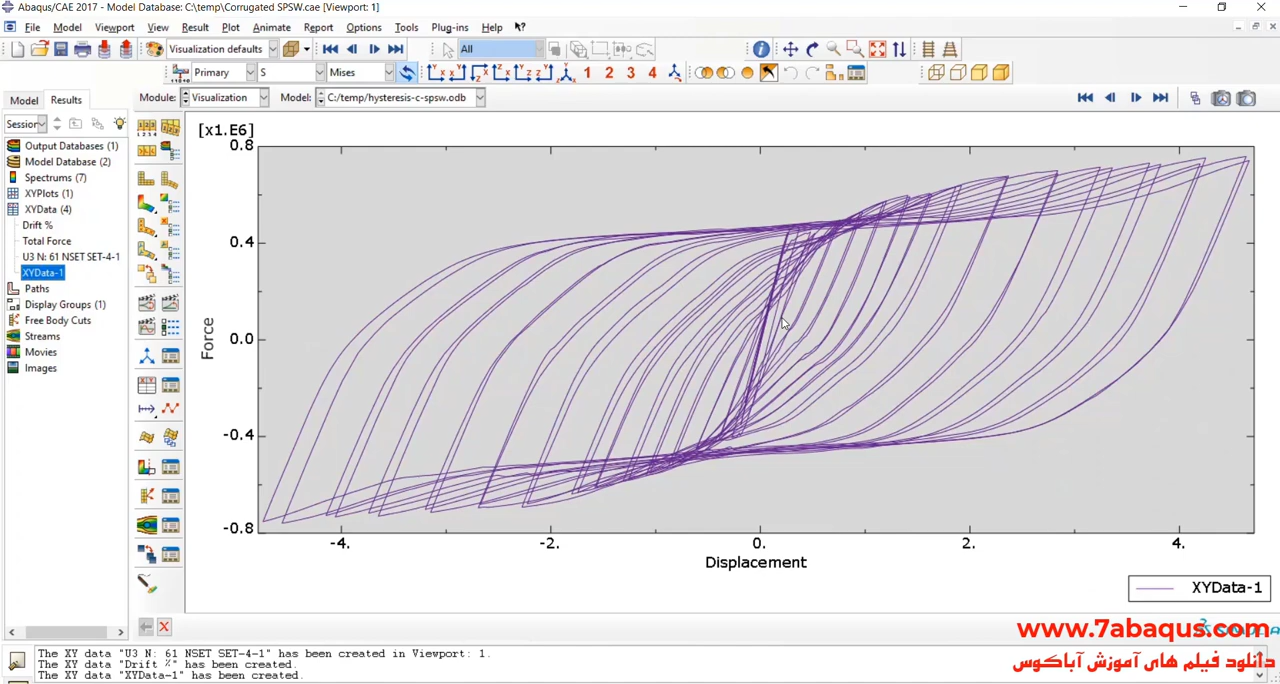 Abaqus/CAE 2017 - Model Database: C:\temp\Corrugated SPSW.cae [Viewport: 1]
File Model Viewport View Result Plot Animate Report Options Tools Plug-ins Help
Visualization defaults All
Primary S Mises 1 2 3 4
Model Results Module: Visualization Model: C:/temp/hysteresis-c-spsw.odb
Session
Output Databases (1)
Model Database (2)
Spectrums (7)
XYPlots (1)
XYData (4)
Drift %
Total Force
U3 N: 61 NSET SET-4-1
XYData-1
Paths
Display Groups (1)
Free Body Cuts
Streams
Movies
Images
[x1.E6]
0.8
0.4
0.0
-0.4
-0.8
Force
-4. -2. 0. 2. 4.
Displacement
XYData-1
www.7abaqus.com
دانلود فیلم های آموزش آباکوس
The XY data "U3 N: 61 NSET SET-4-1" has been created in Viewport: 1.
The XY data "Drift %" has been created.
The XY data "XYData-1" has been created.